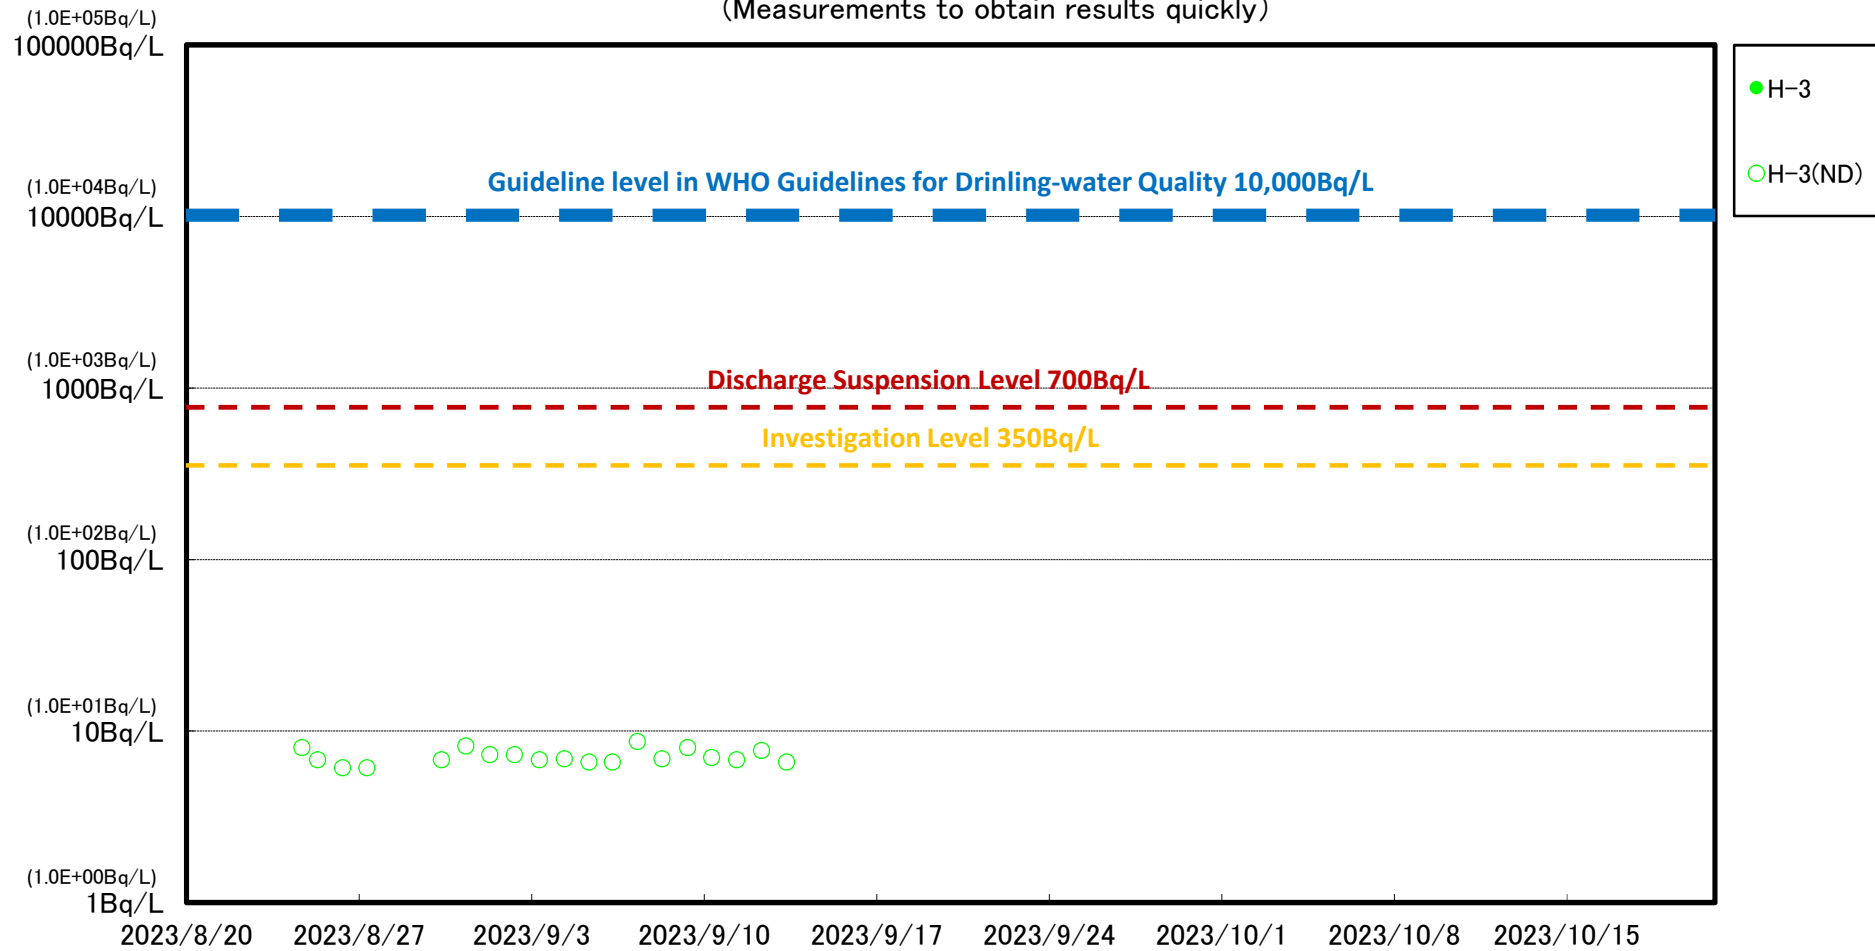 (Measurements to obtain results quickly)
(1.0E+05Bq/L)
100000Bq/L
H-3
H-3(ND)
Guideline level in WHO Guidelines for Drinling-water Quality 10,000Bq/L
(1.0E+04Bq/L)
10000Bq/L
(1.0E+03Bq/L)
1000Bq/L
Discharge Suspension Level 700Bq/L
Investigation Level 350Bq/L
(1.0E+02Bq/L)
100Bq/L
(1.0E+01Bq/L)
10Bq/L
(1.0E+00Bq/L)
1Bq/L
2023/8/20 2023/8/27 2023/9/3 2023/9/10 2023/9/17 2023/9/24 2023/10/1 2023/10/8 2023/10/15